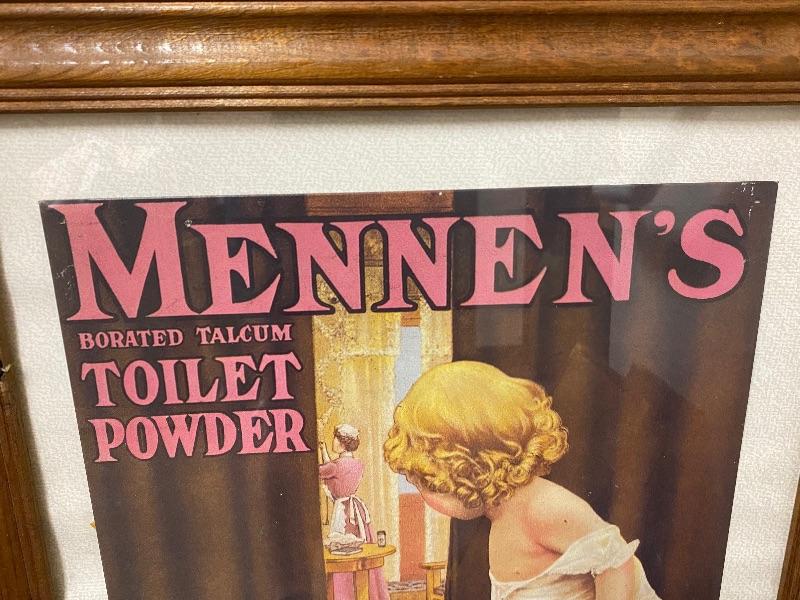 MENNEN'S
BORATED TALCUM
TOILET
POWDER